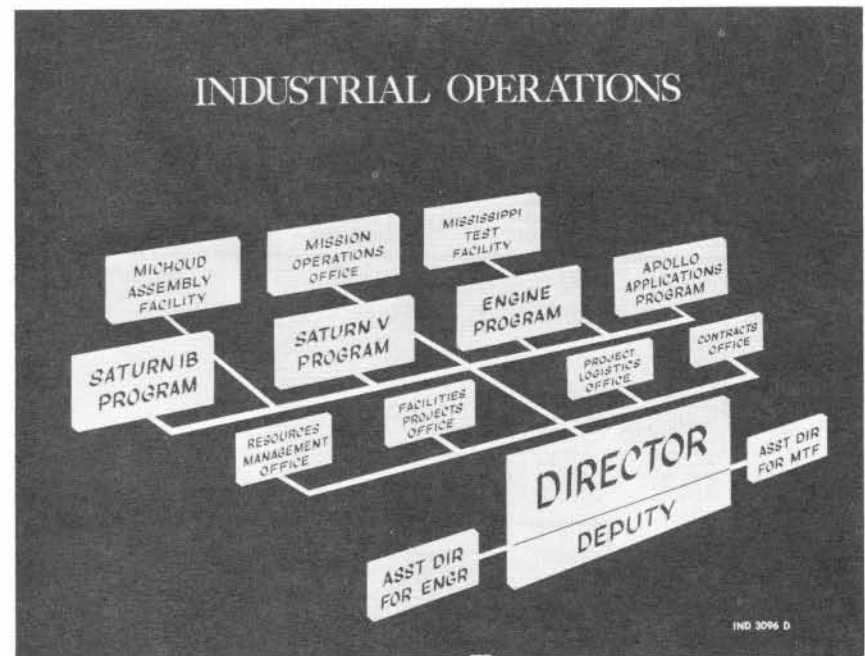 INDUSTRIAL OPERATIONS
MICHOUD
ASSEMBLY
FACILITY
MISSION
OPERATIONS
OFFICE
MISSISSIPPI
TEST
FACILITY
APOLLO
APPLICATIONS
PROGRAM
SATURN IB
PROGRAM
SATURN V
PROGRAM
ENGINE
PROGRAM
RESOURCES
MANAGEMENT
OFFICE
FACILITIES
PROJECTS
OFFICE
PROJECT
LOGISTICS
OFFICE
CONTRACTS
OFFICE
DIRECTOR
DEPUTY
ASST DIR
FOR MTF
ASST DIR
FOR ENGR
IND 3096 D